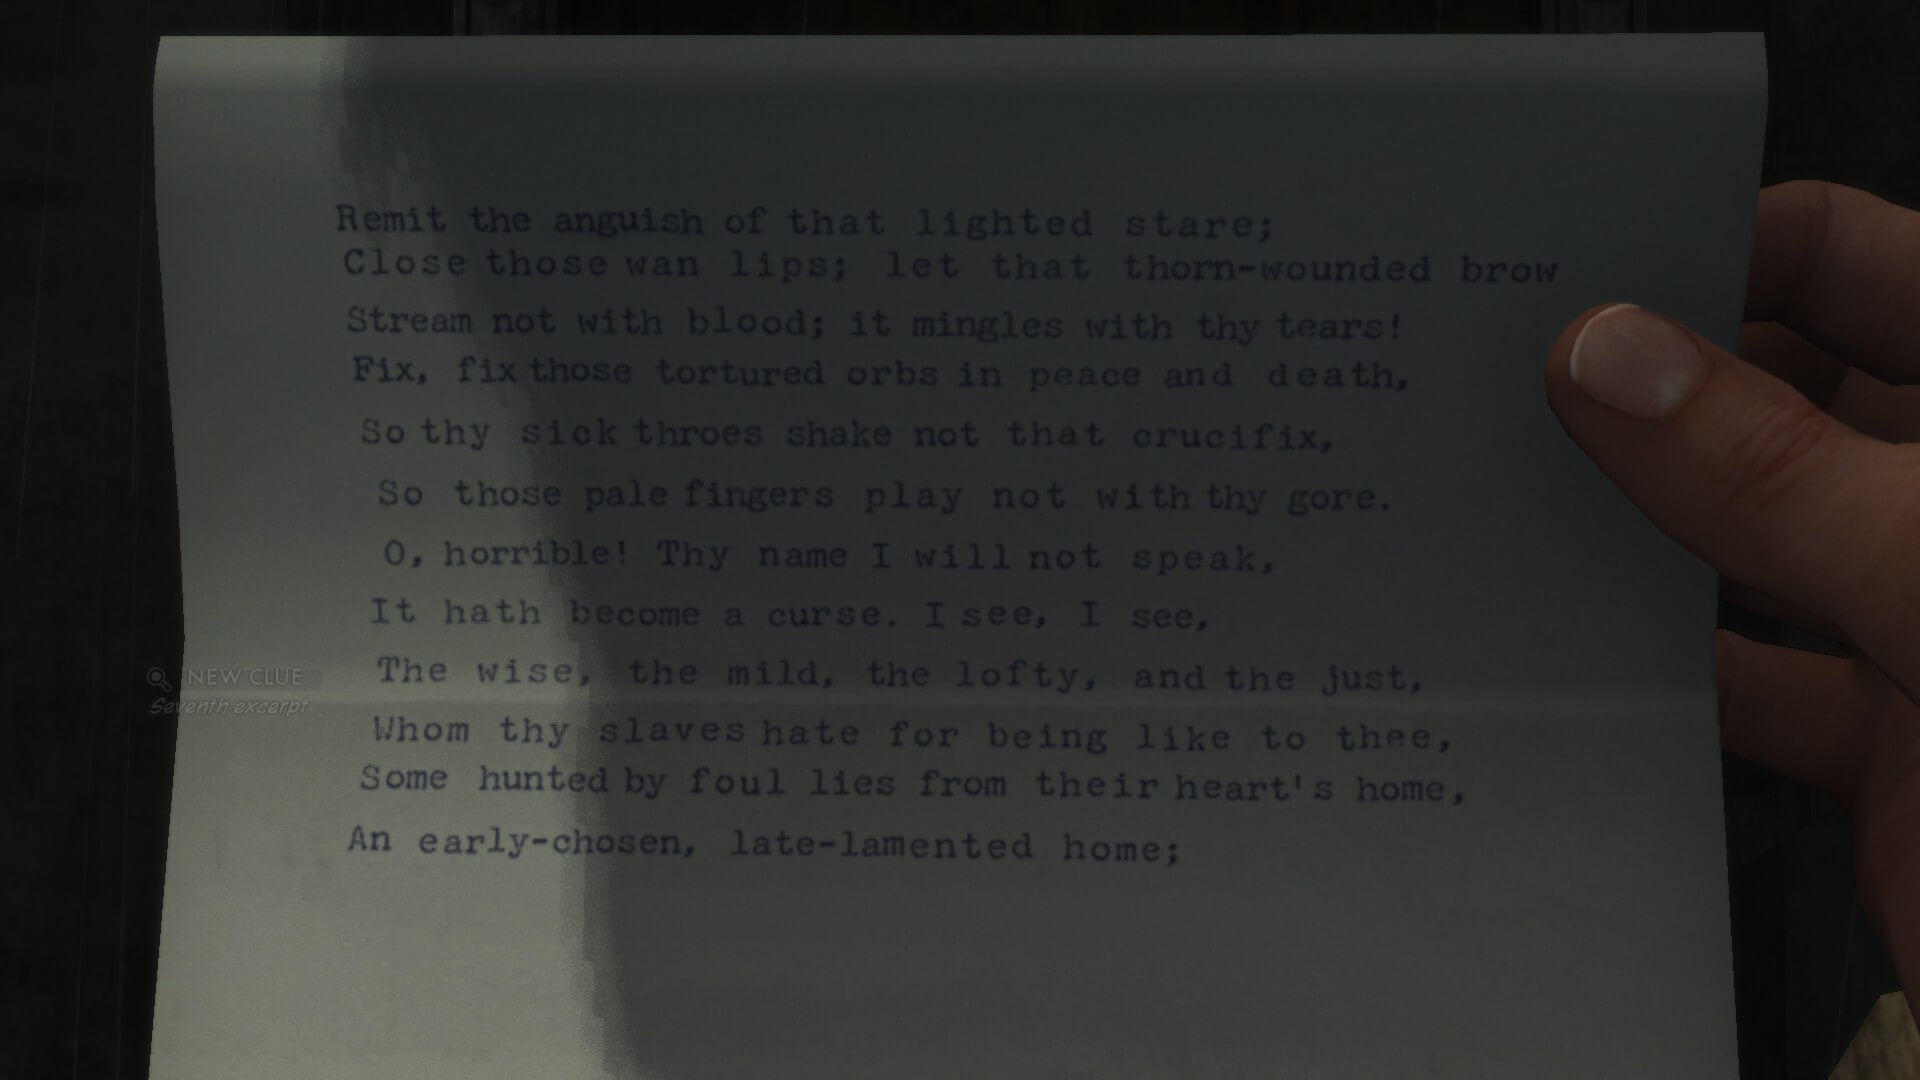 Remit the anguish of that lighted stare;
Close those wan lips; let that thorn-wounded brow
Stream not with blood; it mingles with thy tears!
Fix, fix those tortured orbs in peace and death,
So thy sick throes shake not that crucifix,
So those pale fingers play not with thy gore.
O, horrible! Thy name I will not speak,
It hath become a curse. I see, I see,
The wise, the mild, the lofty, and the just,
NEW CLUE
Seventh excerpt
Whom thy slaves hate for being like to thee,
Some hunted by foul lies from their heart's home,
An early-chosen, late-lamented home;